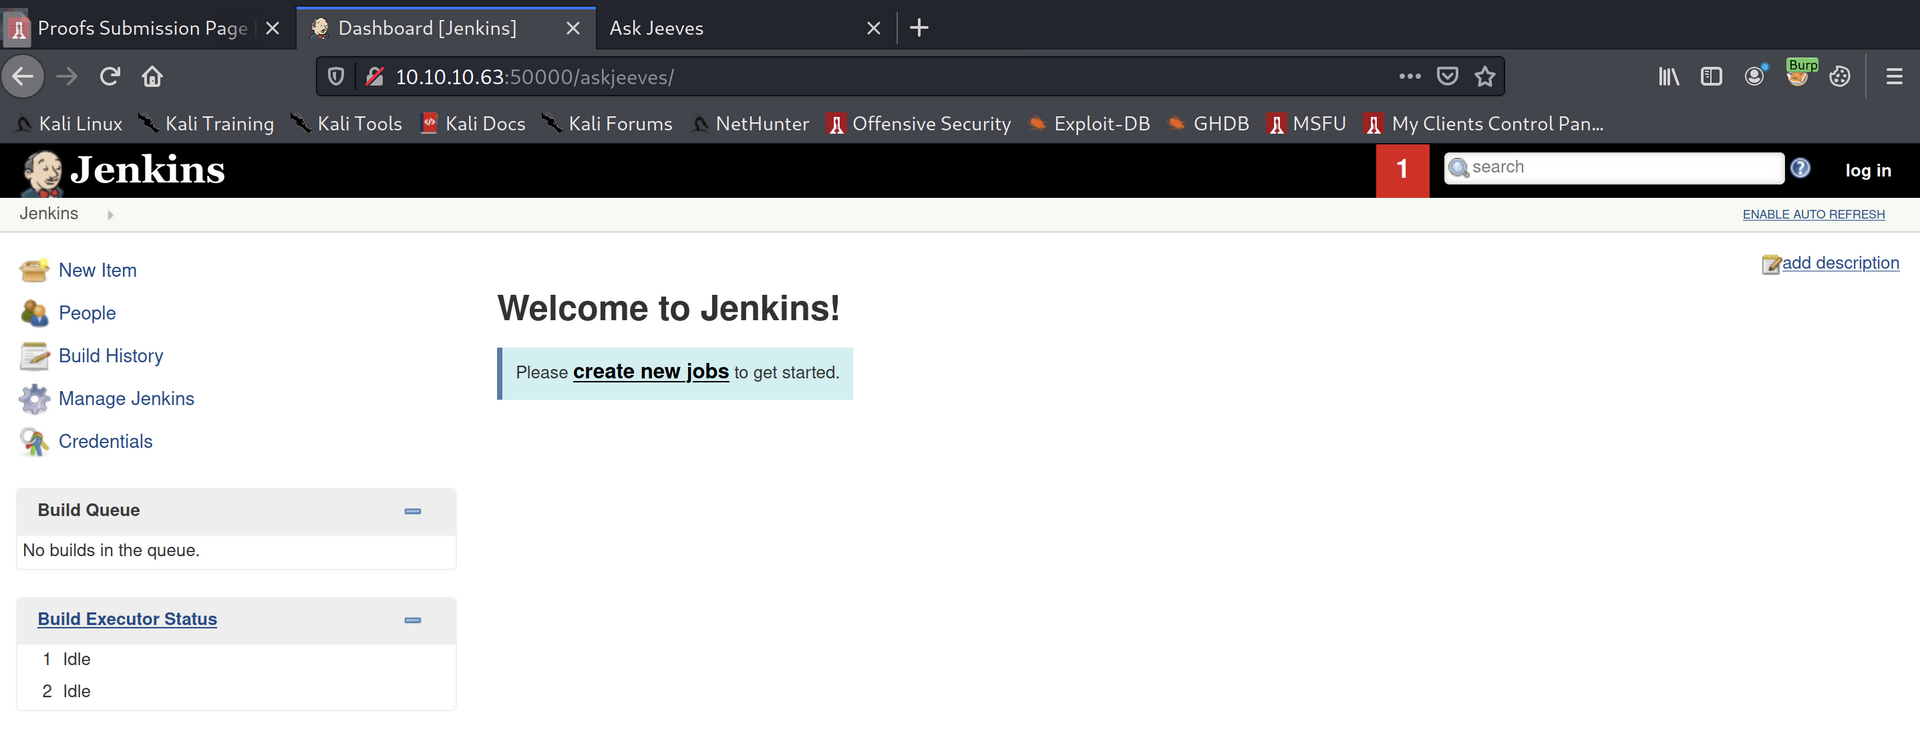 Proofs Submission Page
Dashboard [Jenkins]
Ask Jeeves
10.10.10.63:50000/askjeeves/
Burp
Kali Linux
Kali Training
Kali Tools
Kali Docs
Kali Forums
NetHunter
Offensive Security
Exploit-DB
GHDB
MSFU
My Clients Control Pan...
Jenkins
1
search
log in
Jenkins
ENABLE AUTO REFRESH
New Item
People
Build History
Manage Jenkins
Credentials
add description
Welcome to Jenkins!
Please create new jobs to get started.
Build Queue
No builds in the queue.
Build Executor Status
1 Idle
2 Idle